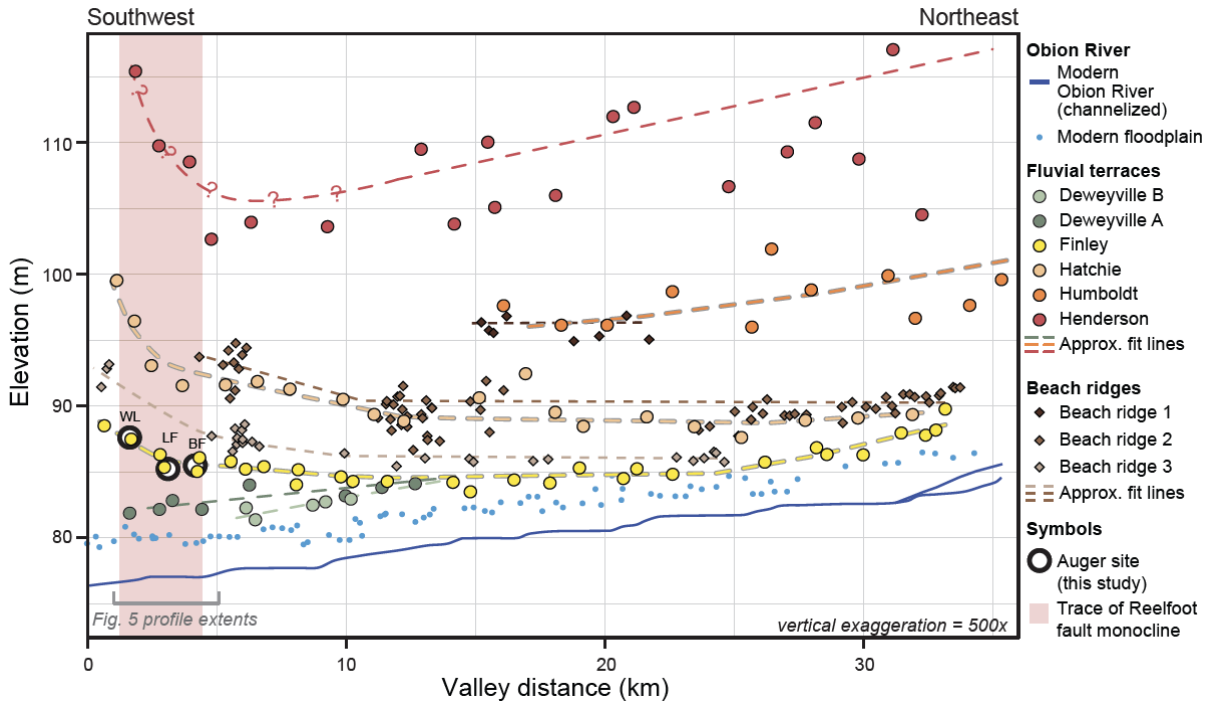 Southwest
Northeast
110
100
90
80
Elevation (m)
?
?
?
?
?
WL
LF
BF
Fig. 5 profile extents
vertical exaggeration = 500x
0
10
20
30
Valley distance (km)
Obion River
Modern
Obion River
(channelized)
Modern floodplain
Fluvial terraces
Deweyville B
Deweyville A
Finley
Hatchie
Humboldt
Henderson
Approx. fit lines
Beach ridges
Beach ridge 1
Beach ridge 2
Beach ridge 3
Approx. fit lines
Symbols
Auger site
(this study)
Trace of Reelfoot
fault monocline